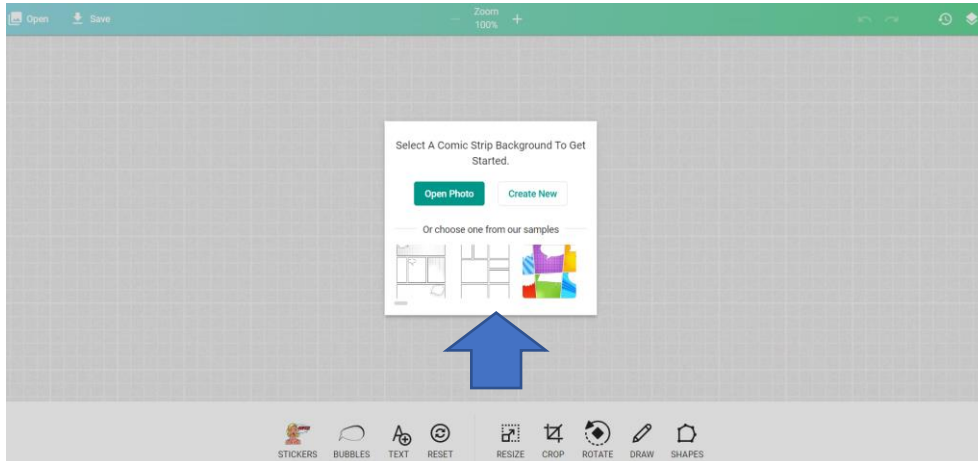 Open Save Zoom
100%
Select A Comic Strip Background To Get
Started.
Open Photo Create New
Or choose one from our samples
STICKERS BUBBLES TEXT RESET RESIZE CROP ROTATE DRAW SHAPES